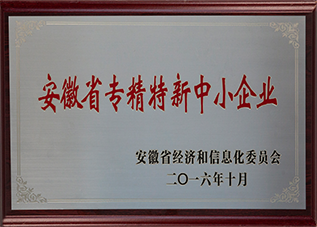 安徽省专精特新中小企业
安徽省经济和信息化委员会
二〇一六年十月